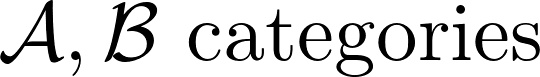 𝒜, ℬ categories